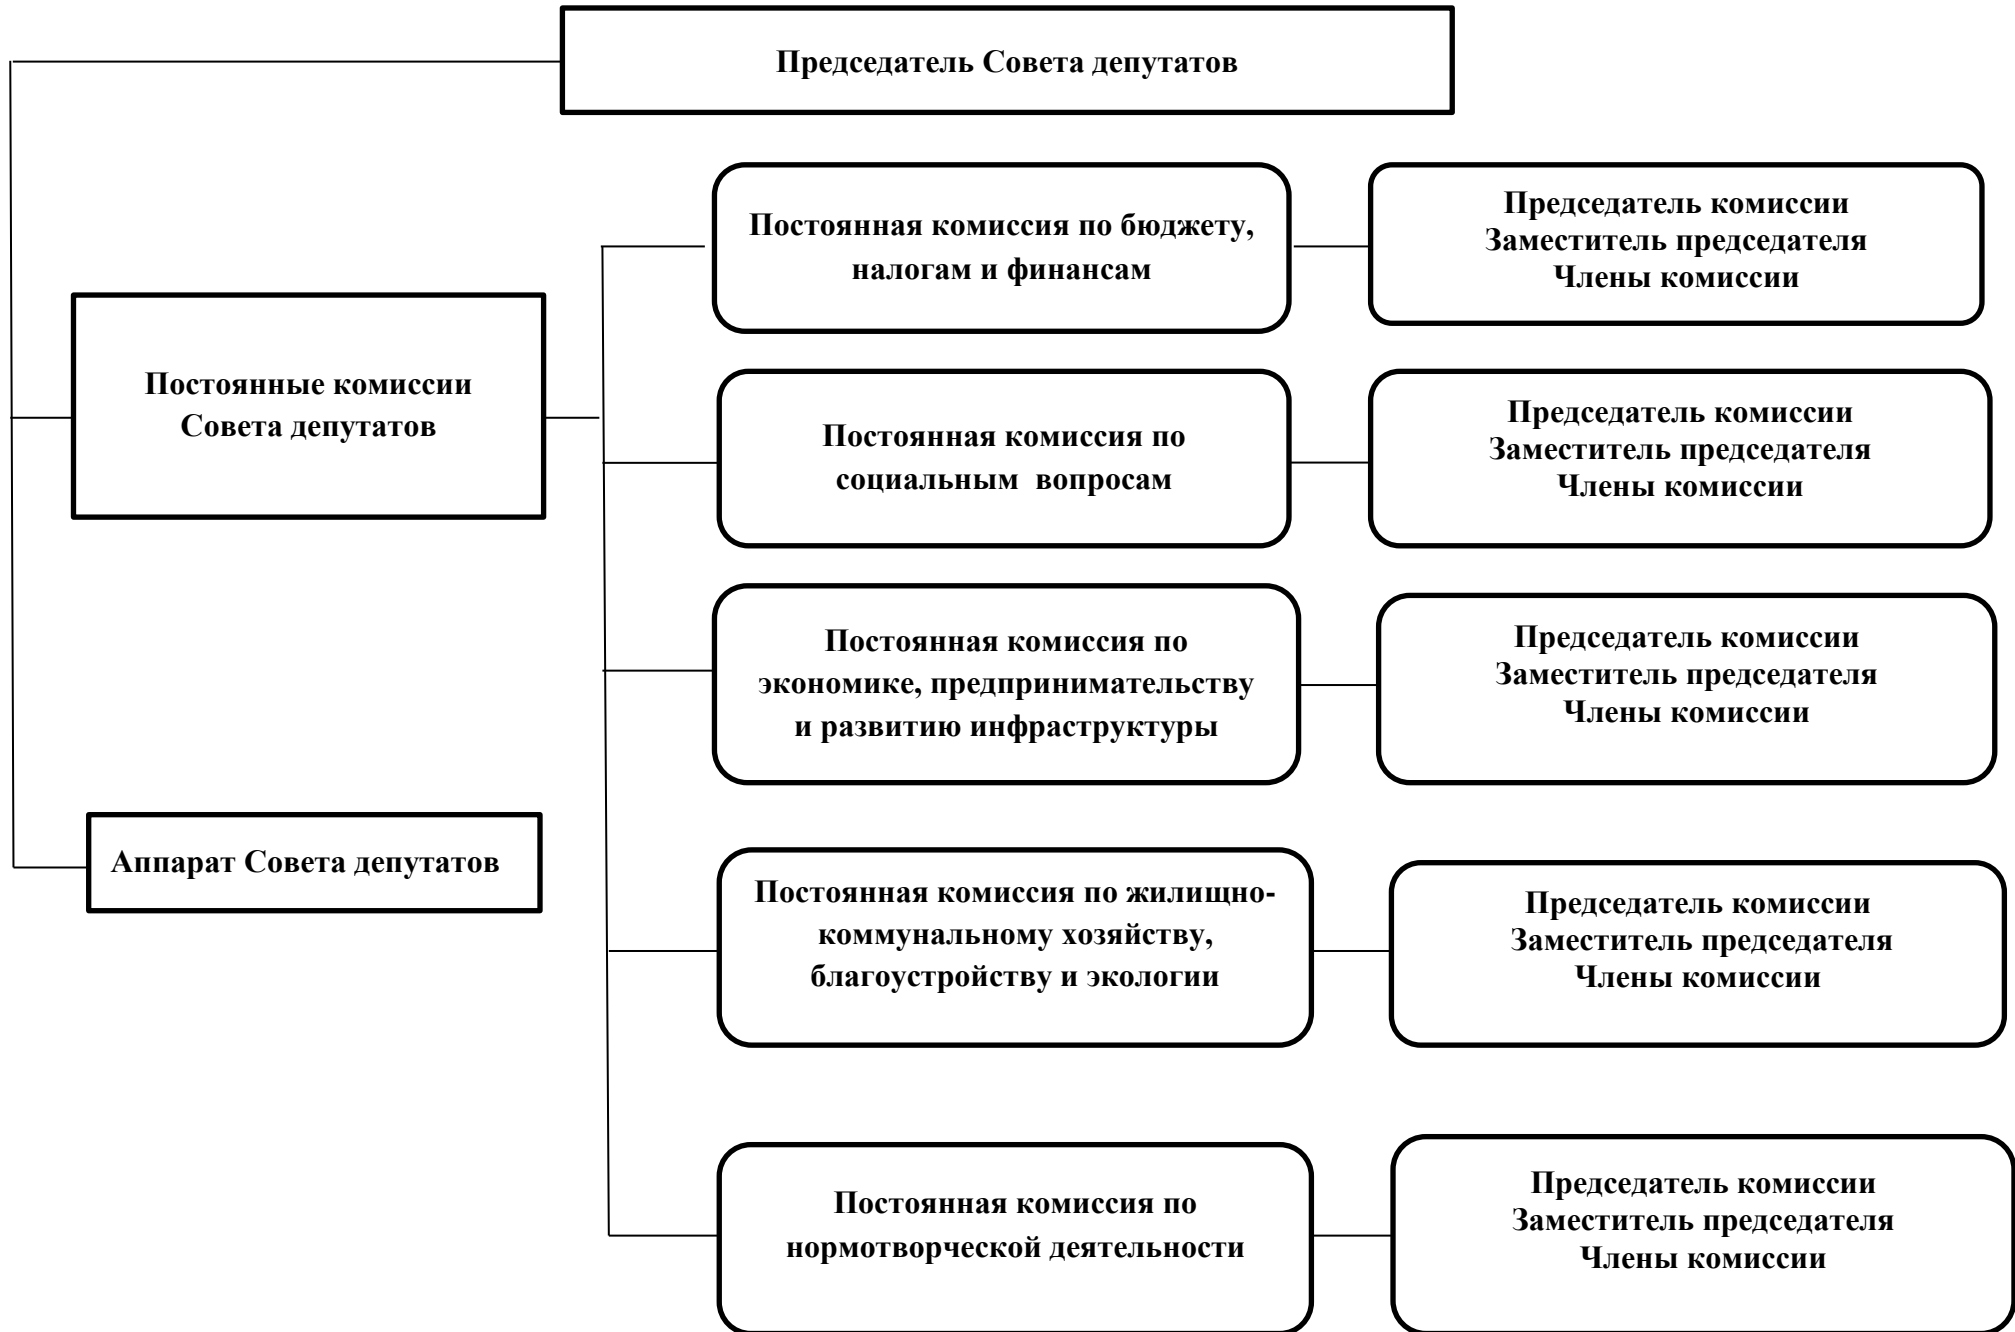 Председатель Совета депутатов
Постоянная комиссия по бюджету,
налогам и финансам
Председатель комиссии
Заместитель председателя
Члены комиссии
Постоянные комиссии
Совета депутатов
Постоянная комиссия по
социальным  вопросам
Председатель комиссии
Заместитель председателя
Члены комиссии
Постоянная комиссия по
экономике, предпринимательству
и развитию инфраструктуры
Председатель комиссии
Заместитель председателя
Члены комиссии
Аппарат Совета депутатов
Постоянная комиссия по жилищно-
коммунальному хозяйству,
благоустройству и экологии
Председатель комиссии
Заместитель председателя
Члены комиссии
Постоянная комиссия по
нормотворческой деятельности
Председатель комиссии
Заместитель председателя
Члены комиссии